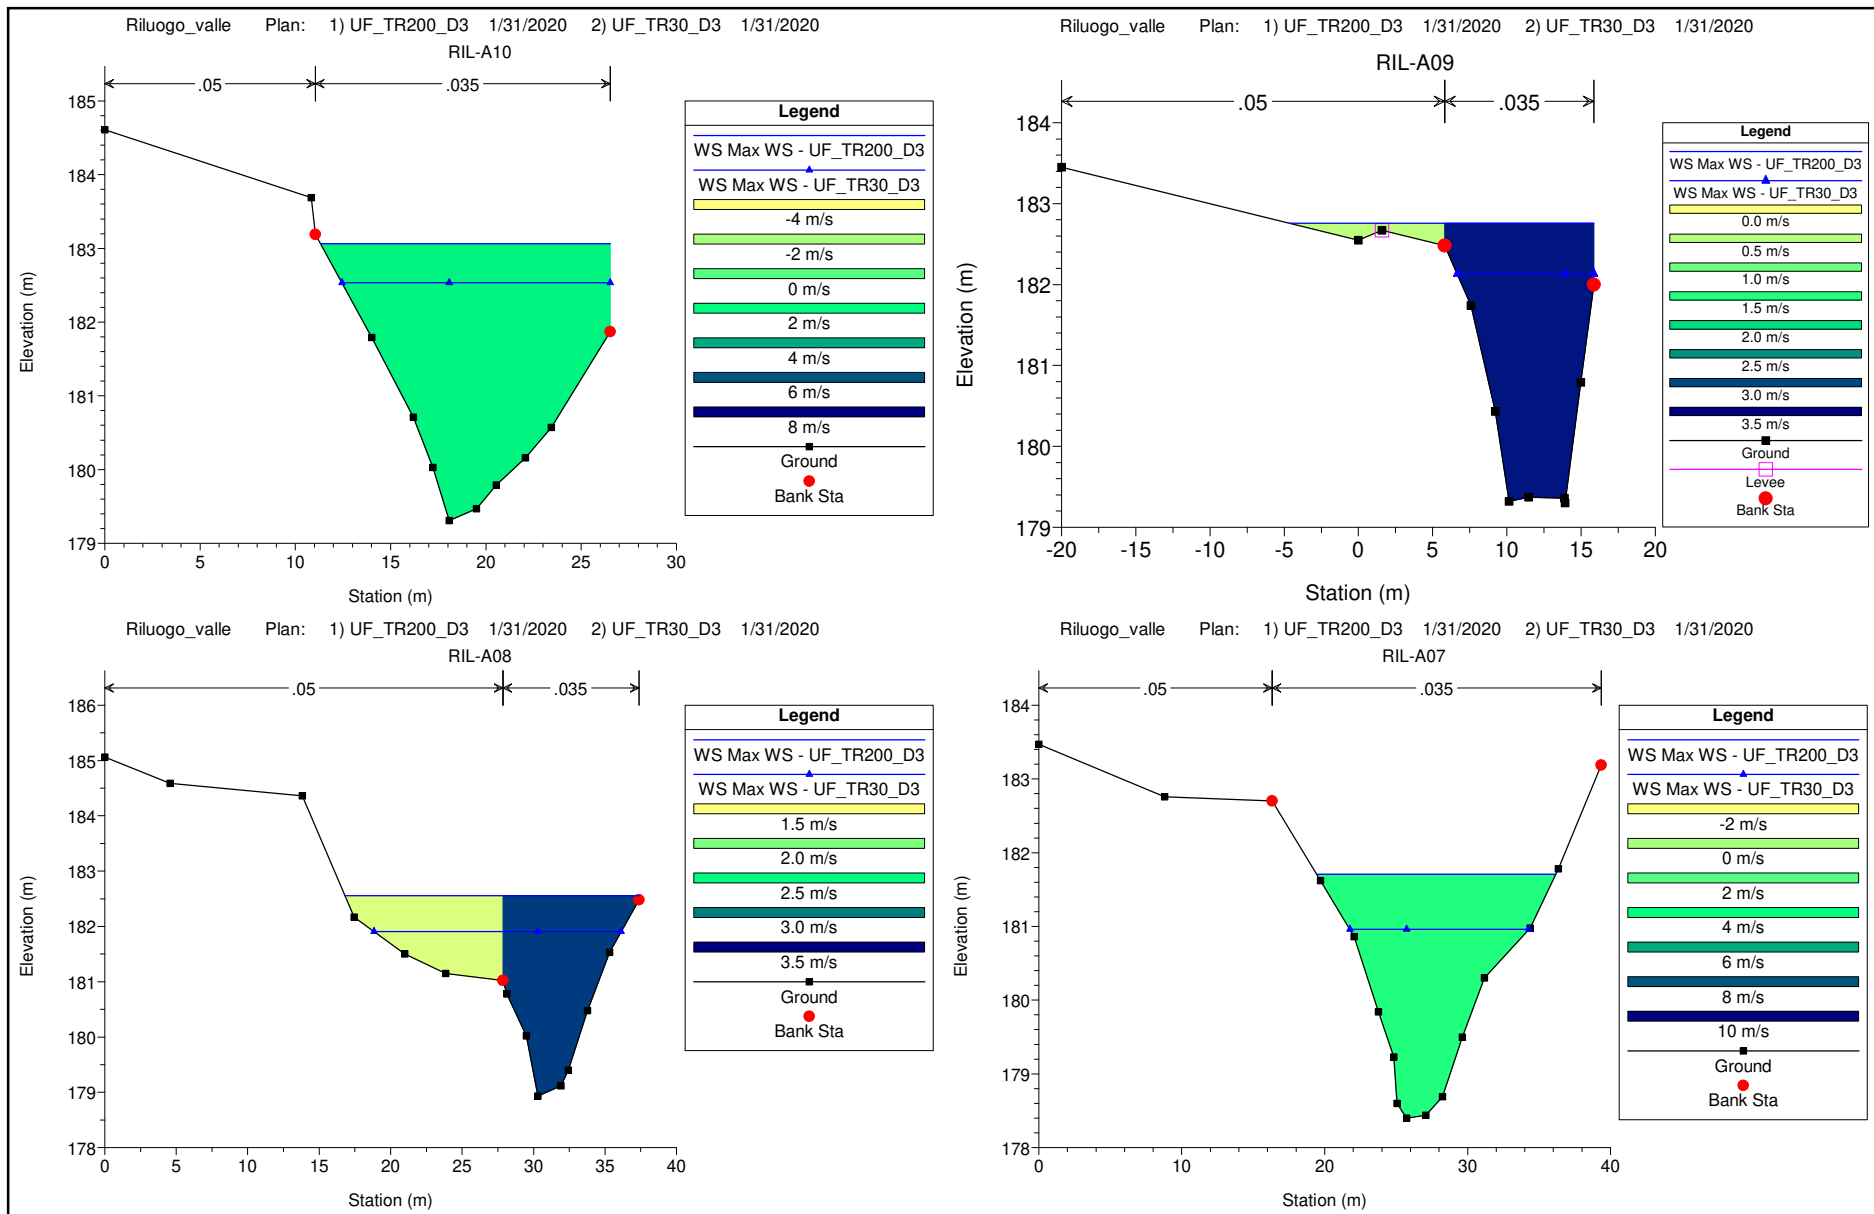 Riluogo_valle Plan: 1) UF_TR200_D3 1/31/2020 2) UF_TR30_D3 1/31/2020
RIL-A10
.05
.035
185
184
183
182
181
180
179
Elevation (m)
0 5 10 15 20 25 30
Station (m)
Legend
WS Max WS - UF_TR200_D3
WS Max WS - UF_TR30_D3
-4 m/s
-2 m/s
0 m/s
2 m/s
4 m/s
6 m/s
8 m/s
Ground
Bank Sta
Riluogo_valle Plan: 1) UF_TR200_D3 1/31/2020 2) UF_TR30_D3 1/31/2020
RIL-A09
.05
.035
184
183
182
181
180
179
Elevation (m)
-20 -15 -10 -5 0 5 10 15 20
Station (m)
Legend
WS Max WS - UF_TR200_D3
WS Max WS - UF_TR30_D3
0.0 m/s
0.5 m/s
1.0 m/s
1.5 m/s
2.0 m/s
2.5 m/s
3.0 m/s
3.5 m/s
Ground
Levee
Bank Sta
Riluogo_valle Plan: 1) UF_TR200_D3 1/31/2020 2) UF_TR30_D3 1/31/2020
RIL-A08
.05
.035
186
185
184
183
182
181
180
179
178
Elevation (m)
0 5 10 15 20 25 30 35 40
Station (m)
Legend
WS Max WS - UF_TR200_D3
WS Max WS - UF_TR30_D3
1.5 m/s
2.0 m/s
2.5 m/s
3.0 m/s
3.5 m/s
Ground
Bank Sta
Riluogo_valle Plan: 1) UF_TR200_D3 1/31/2020 2) UF_TR30_D3 1/31/2020
RIL-A07
.05
.035
184
183
182
181
180
179
178
Elevation (m)
0 10 20 30 40
Station (m)
Legend
WS Max WS - UF_TR200_D3
WS Max WS - UF_TR30_D3
-2 m/s
0 m/s
2 m/s
4 m/s
6 m/s
8 m/s
10 m/s
Ground
Bank Sta